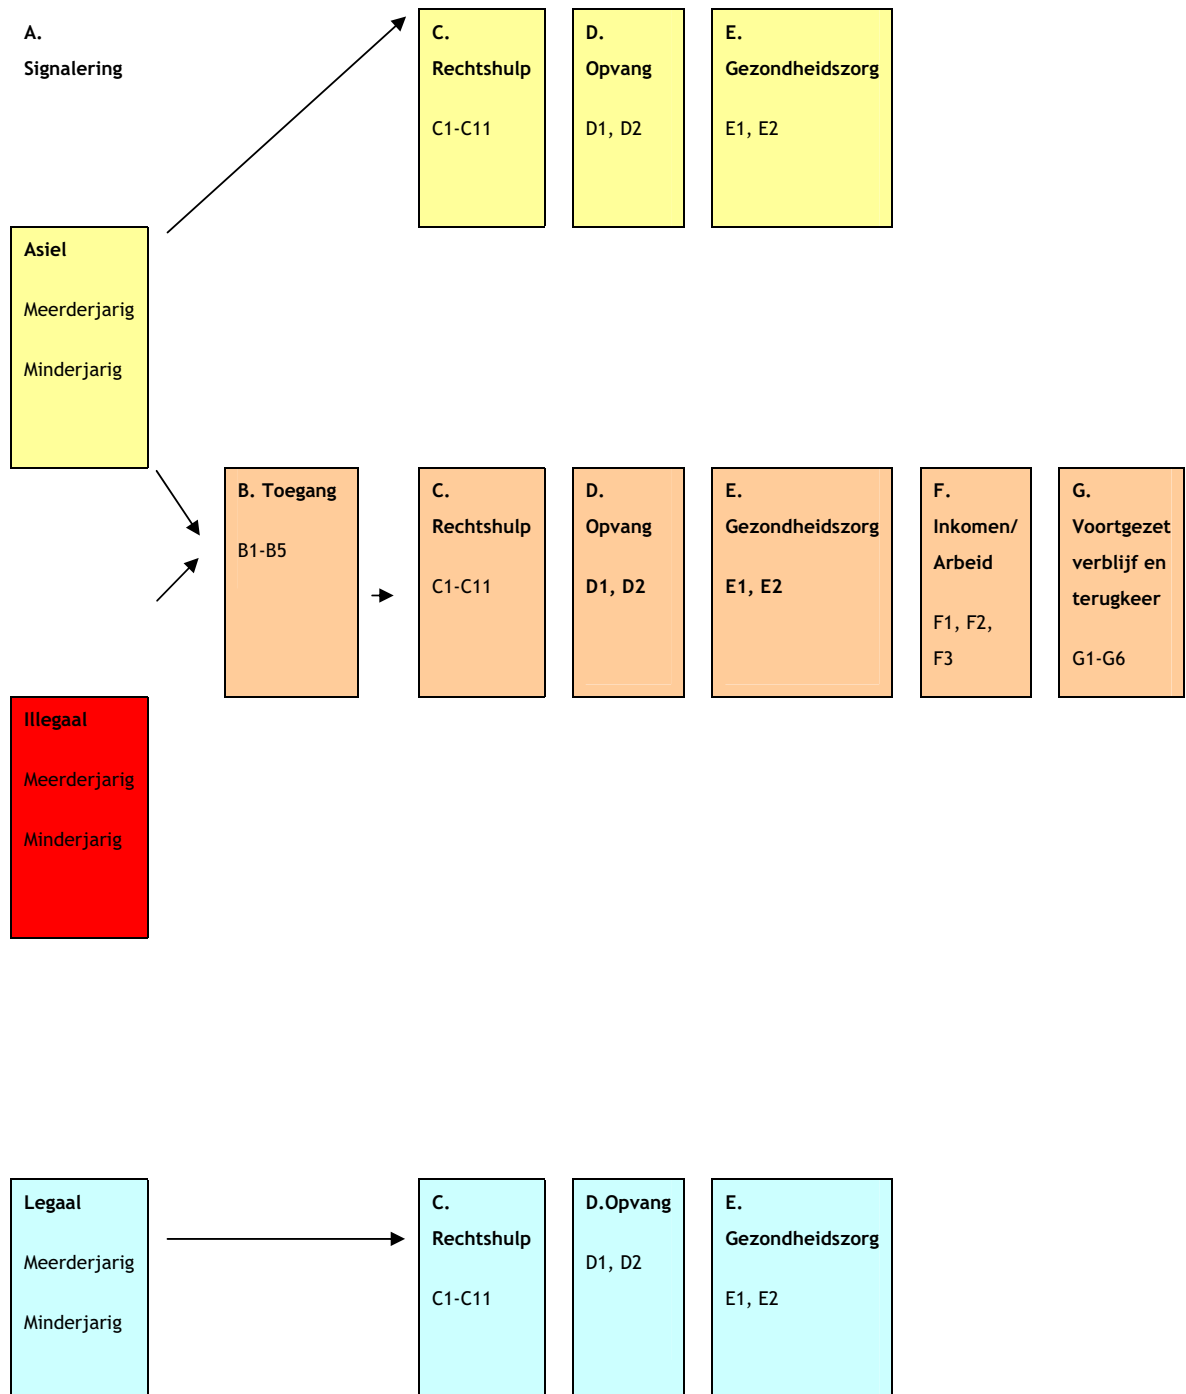 A.
Signalering
C.
Rechtshulp
C1-C11
D.
Opvang
D1, D2
E.
Gezondheidszorg
E1, E2
Asiel
Meerderjarig
Minderjarig
B. Toegang
B1-B5
C.
Rechtshulp
C1-C11
D.
Opvang
D1, D2
E.
Gezondheidszorg
E1, E2
F.
Inkomen/
Arbeid
F1, F2,
F3
G.
Voortgezet
verblijf en
terugkeer
G1-G6
Illegaal
Meerderjarig
Minderjarig
Legaal
Meerderjarig
Minderjarig
C.
Rechtshulp
C1-C11
D.Opvang
D1, D2
E.
Gezondheidszorg
E1, E2